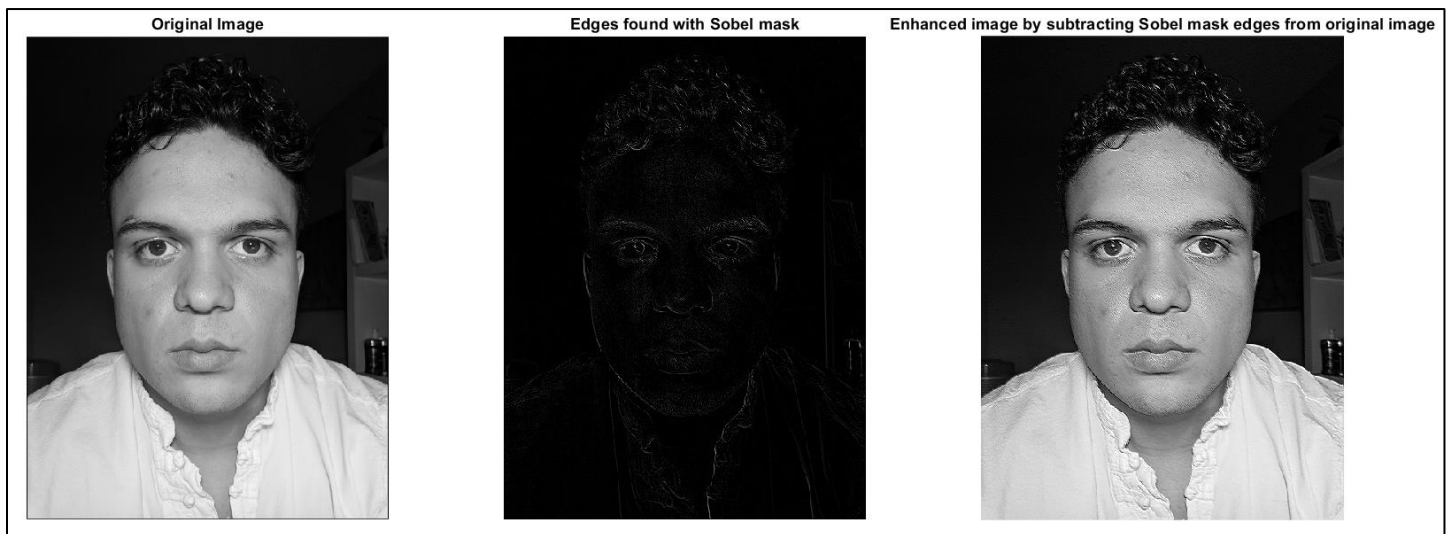 Original Image
Edges found with Sobel mask
Enhanced image by subtracting Sobel mask edges from original image